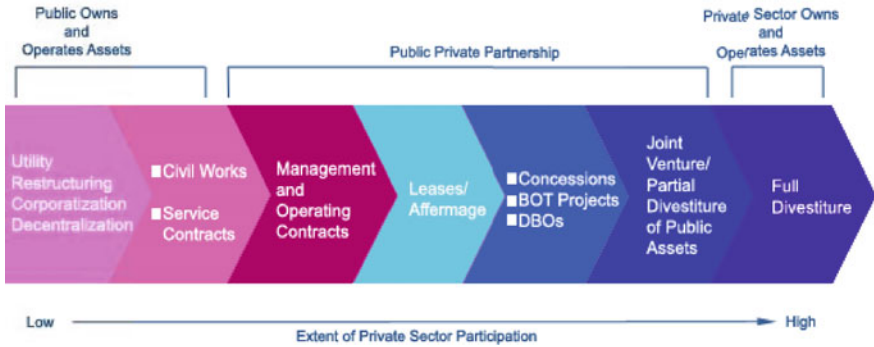 Public Owns
and
Operates Assets
Public Private Partnership
Private Sector Owns
and
Operates Assets
Utility
Restructuring
Corporatization
Decentralization
Civil Works
Service
Contracts
Management
and
Operating
Contracts
Leases/
Affermage
Concessions
BOT Projects
DBOs
Joint
Venture/
Partial
Divestiture
of Public
Assets
Full
Divestiture
Low
High
Extent of Private Sector Participation